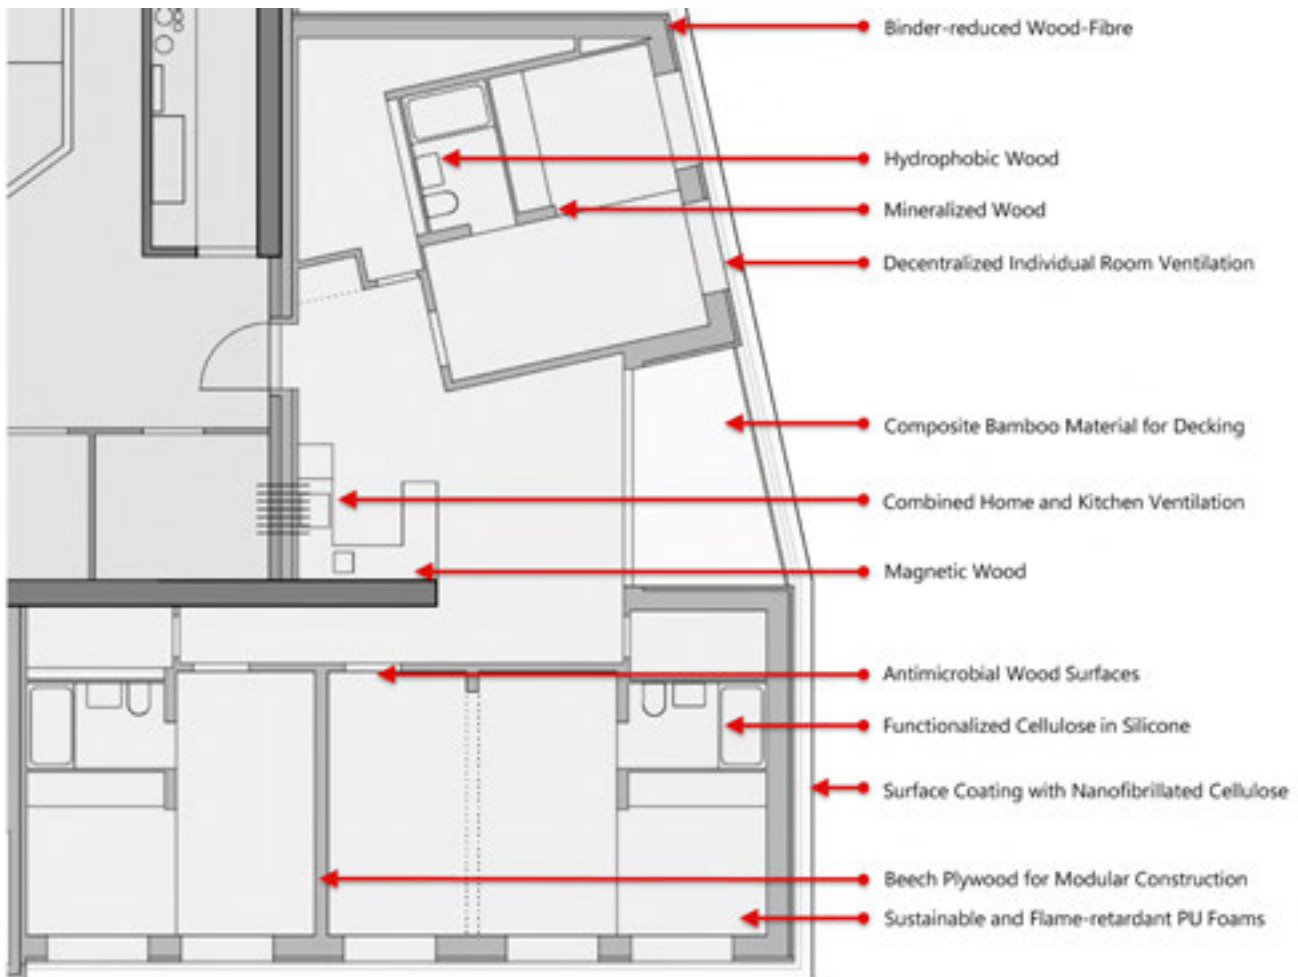 Binder-reduced Wood-Fibre
Hydrophobic Wood
Mineralized Wood
Decentralized Individual Room Ventilation
Composite Bamboo Material for Decking
Combined Home and Kitchen Ventilation
Magnetic Wood
Antimicrobial Wood Surfaces
Functionalized Cellulose in Silicone
Surface Coating with Nanofibrillated Cellulose
Beech Plywood for Modular Construction
Sustainable and Flame-retardant PU Foams